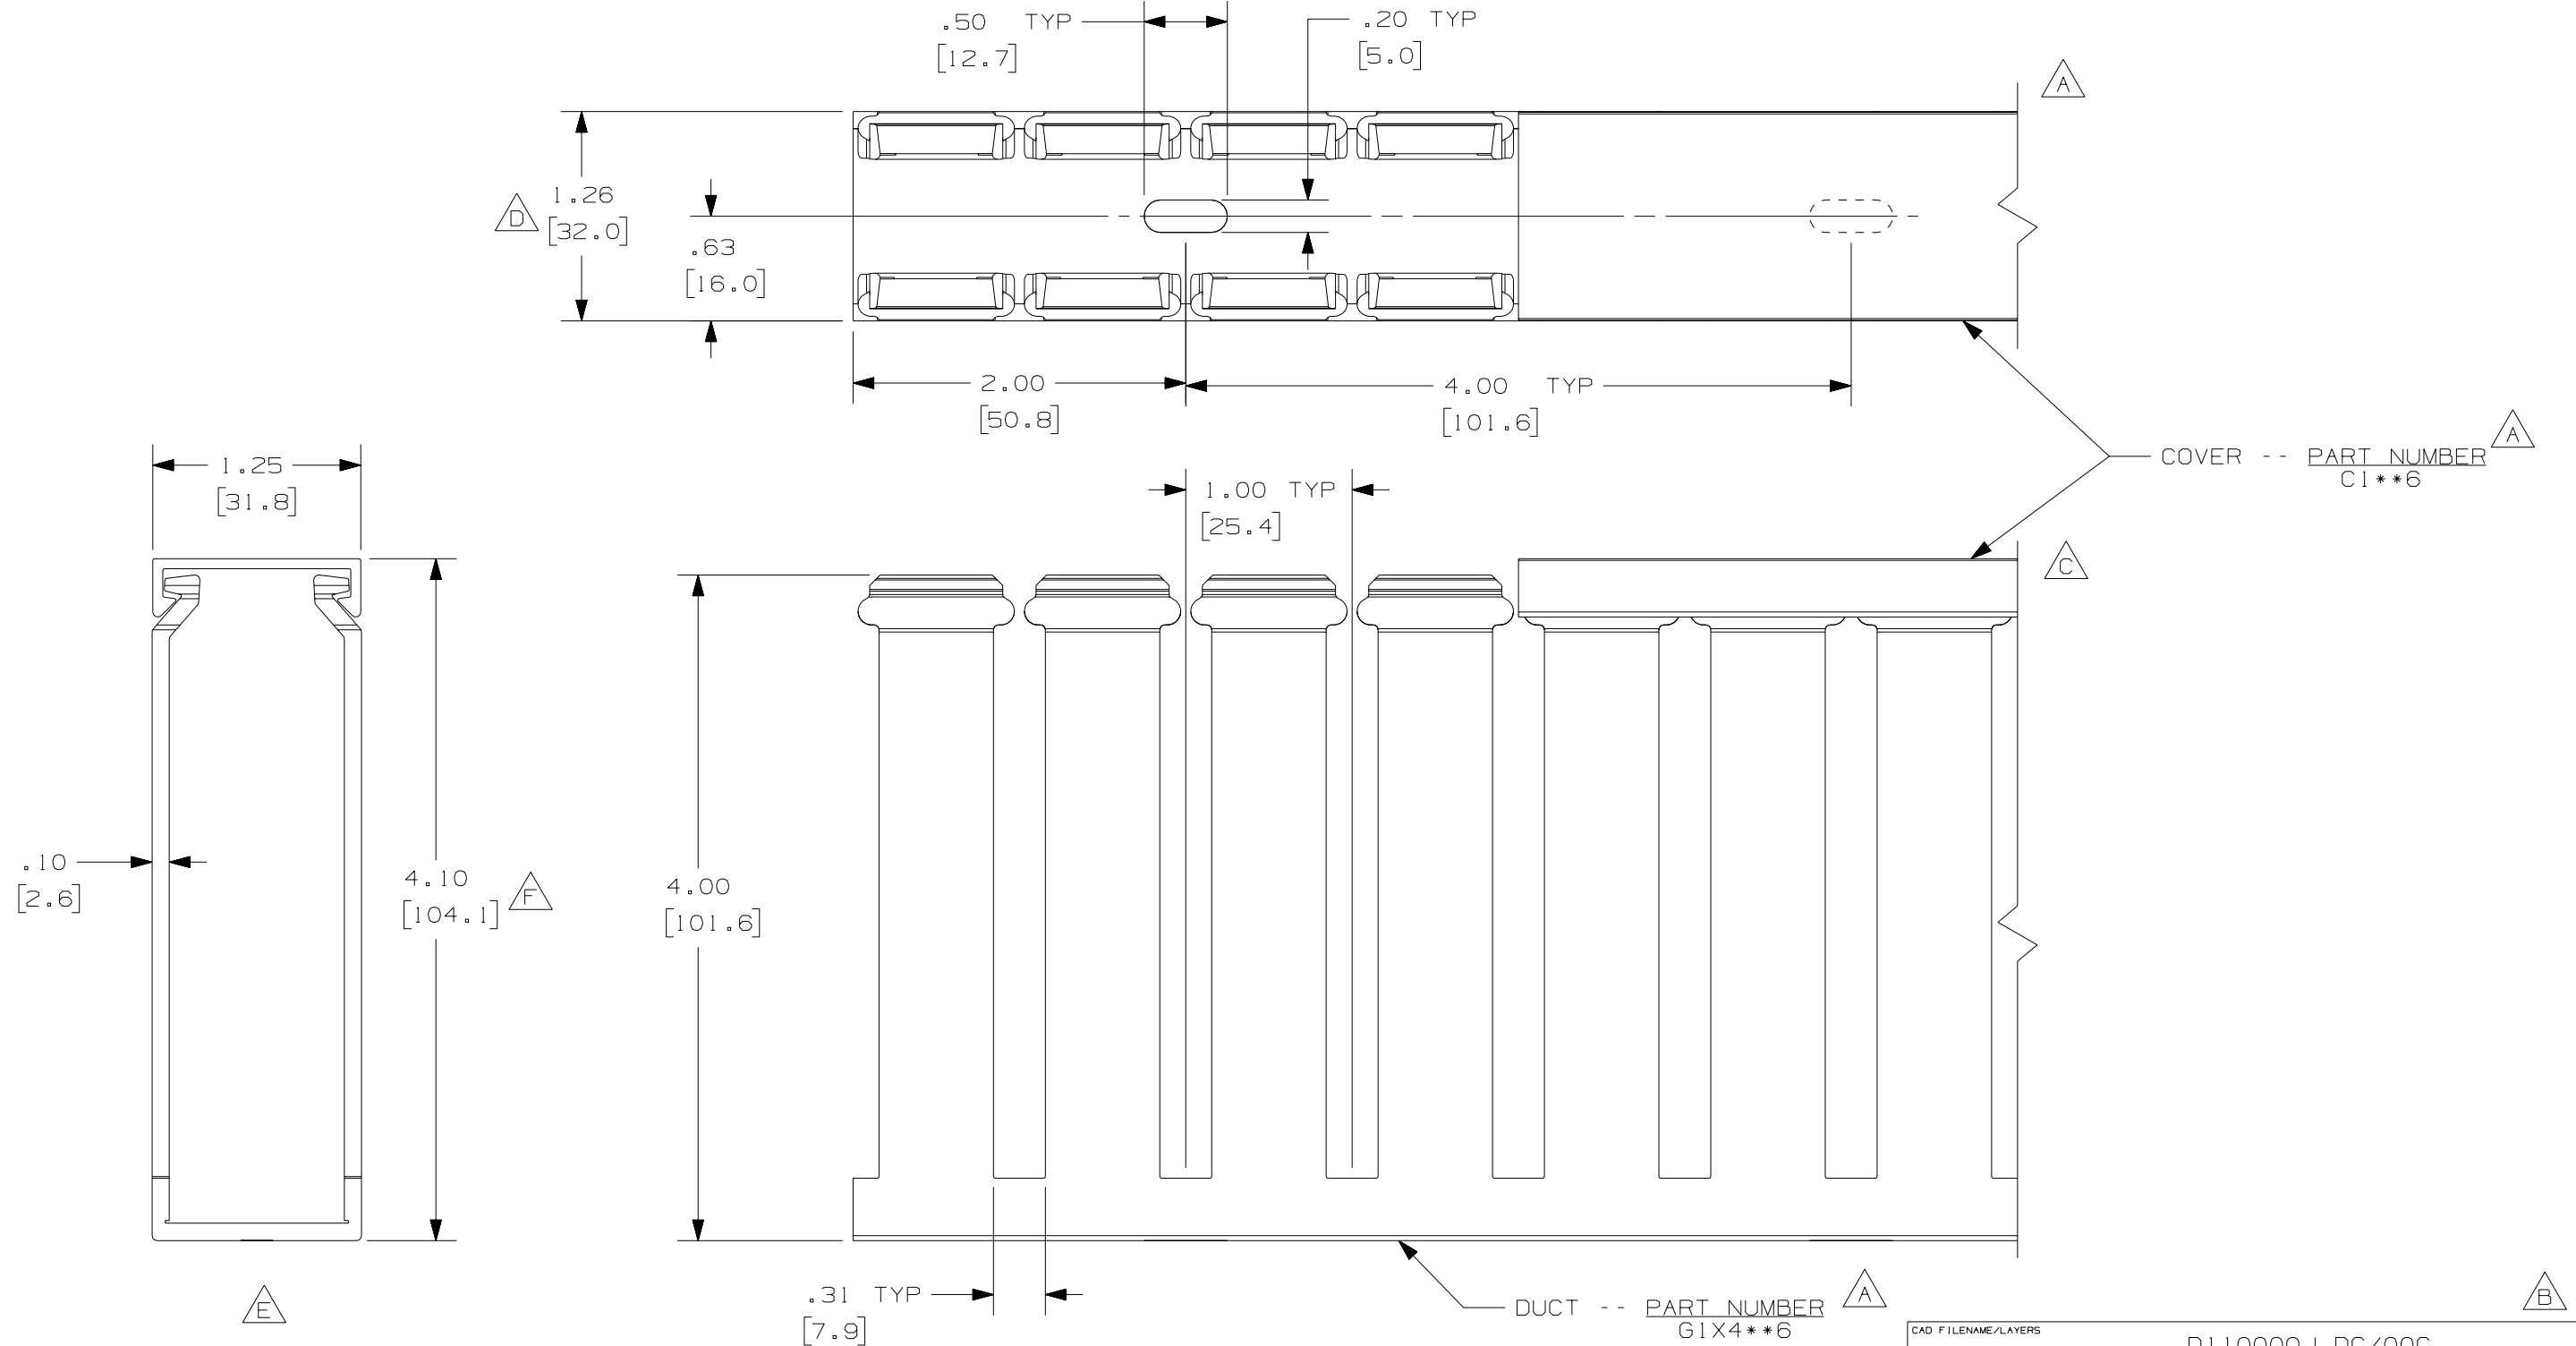 .50 TYP
[12.7]
.20 TYP
[5.0]
A
D
1.26
[32.0]
.63
[16.0]
2.00
[50.8]
4.00 TYP
[101.6]
COVER -- PART NUMBER
C1**6
A
1.25
[31.8]
1.00 TYP
[25.4]
C
.10
[2.6]
4.10
[104.1]
F
4.00
[101.6]
E
.31 TYP
[7.9]
DUCT -- PART NUMBER
G1X4**6
A
B
CAD FILENAME/LAYERS